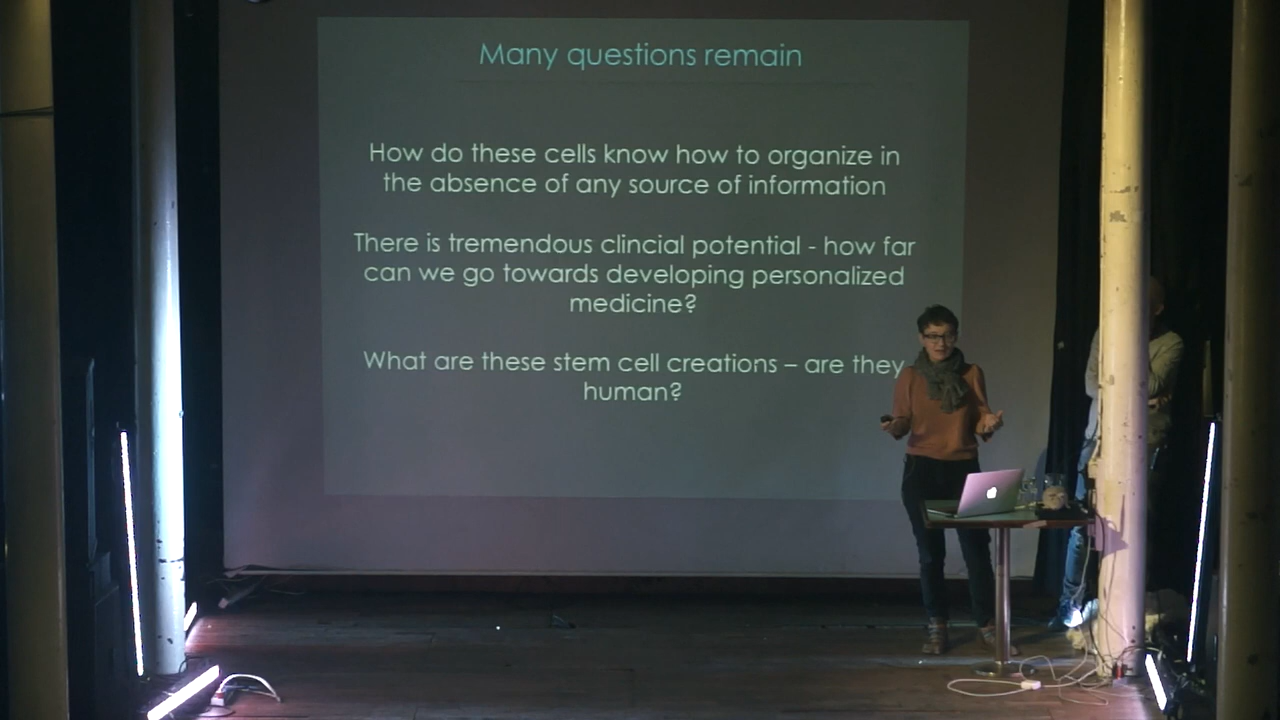 Many questions remain
How do these cells know how to organize in
the absence of any source of information
There is tremendous clincial potential - how far
can we go towards developing personalized
medicine?
What are these stem cell creations – are they
human?